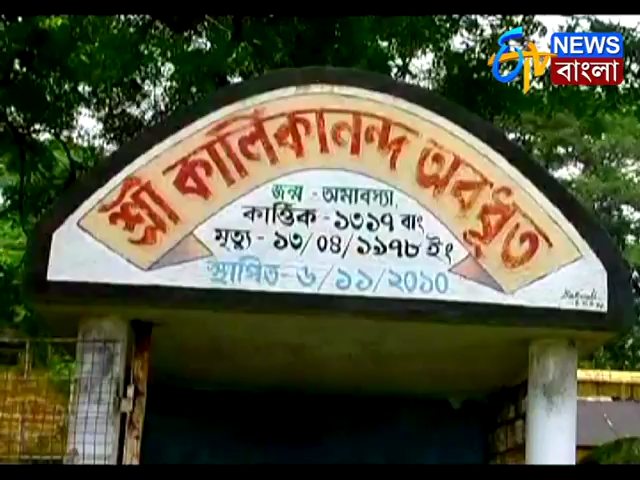 ETV NEWS
বাংলা
শ্রী কালিকানন্দ অবধূত
জন্ম - অমাবস্যা,
কার্ত্তিক - ১৩১৭ বাং
মৃত্যু - ১৩/০৪/১৯৭৮ ইং
স্থাপিত - ৬/১১/২০১০